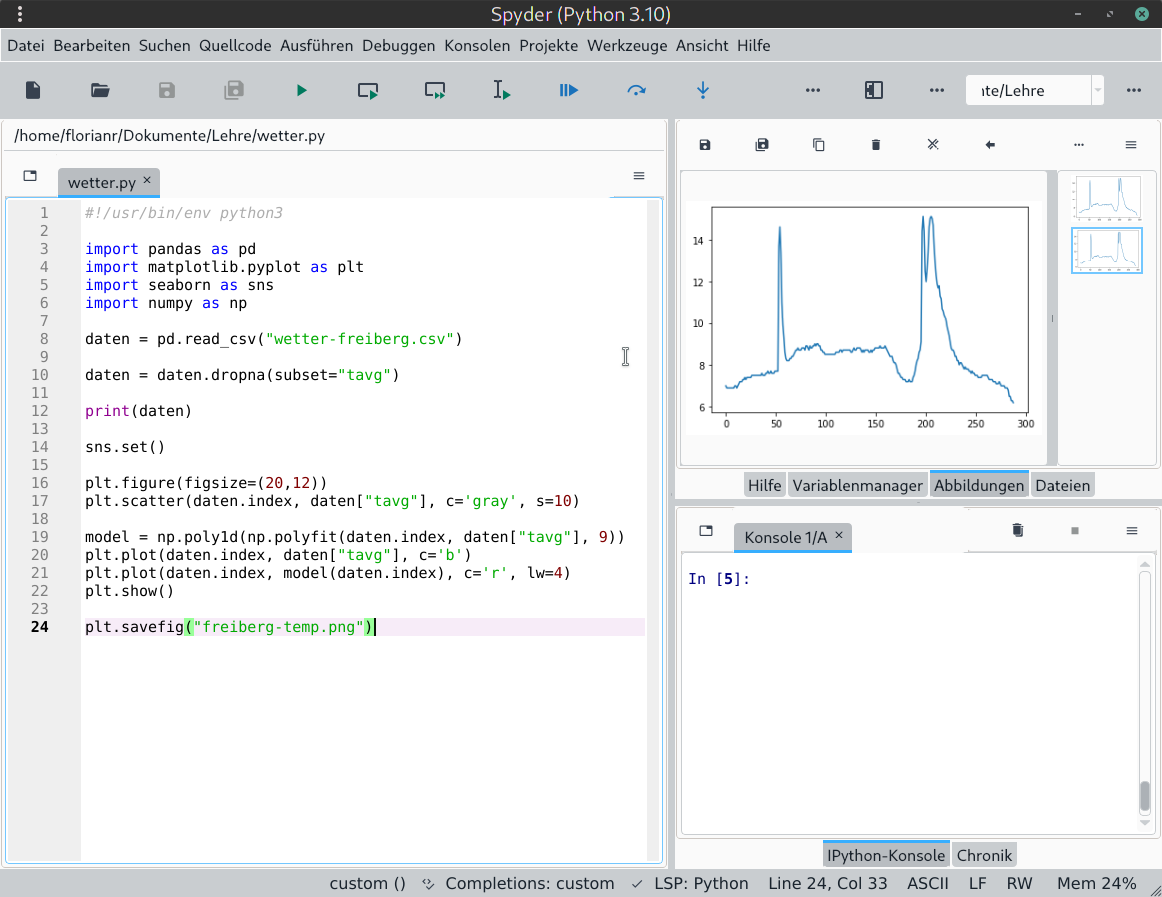 Spyder (Python 3.10)
Datei Bearbeiten Suchen Quellcode Ausführen Debuggen Konsolen Projekte Werkzeuge Ansicht Hilfe
ıte/Lehre
/home/florianr/Dokumente/Lehre/wetter.py
wetter.py
1 #!/usr/bin/env python3
2
3 import pandas as pd
4 import matplotlib.pyplot as plt
5 import seaborn as sns
6 import numpy as np
7
8 daten = pd.read_csv("wetter-freiberg.csv")
9
10 daten = daten.dropna(subset="tavg")
11
12 print(daten)
13
14 sns.set()
15
16 plt.figure(figsize=(20,12))
17 plt.scatter(daten.index, daten["tavg"], c='gray', s=10)
18
19 model = np.poly1d(np.polyfit(daten.index, daten["tavg"], 9))
20 plt.plot(daten.index, daten["tavg"], c='b')
21 plt.plot(daten.index, model(daten.index), c='r', lw=4)
22 plt.show()
23
24 plt.savefig("freiberg-temp.png")
14
12
10
8
6
0 50 100 150 200 250 300
Hilfe Variablenmanager Abbildungen Dateien
Konsole 1/A
In [5]:
IPython-Konsole Chronik
custom () Completions: custom LSP: Python Line 24, Col 33 ASCII LF RW Mem 24%